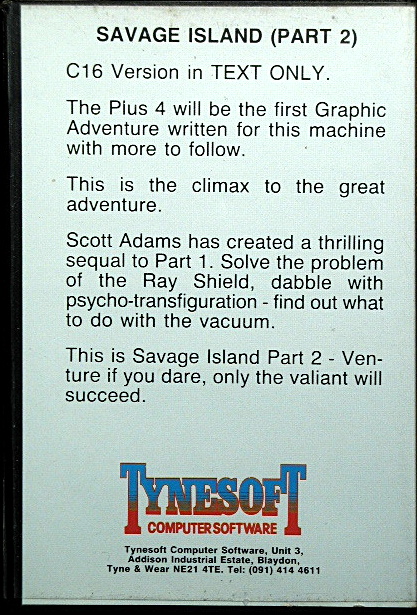 SAVAGE ISLAND (PART 2)
C16 Version in TEXT ONLY.
The Plus 4 will be the first Graphic
Adventure written for this machine
with more to follow.
This is the climax to the great
adventure.
Scott Adams has created a thrilling
sequal to Part 1. Solve the problem
of the Ray Shield, dabble with
psycho-transfiguration - find out what
to do with the vacuum.
This is Savage Island Part 2 - Ven-
ture if you dare, only the valiant will
succeed.
TYNESOFT
COMPUTER SOFTWARE
Tynesoft Computer Software, Unit 3,
Addison Industrial Estate, Blaydon,
Tyne & Wear NE21 4TE. Tel: (091) 414 4611